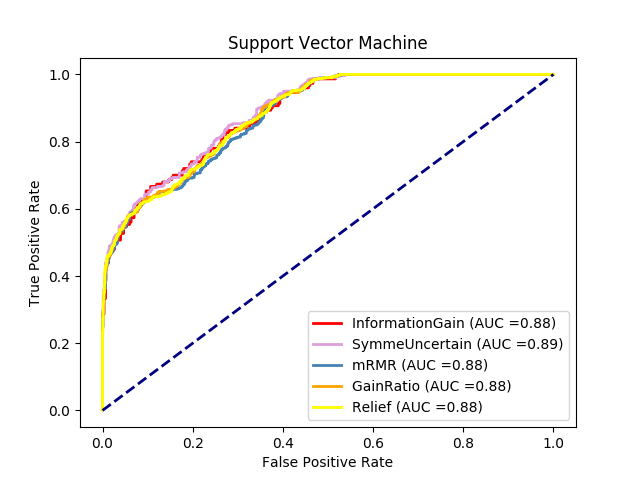 Support Vector Machine
True Positive Rate
1.0
0.8
0.6
0.4
0.2
0.0
InformationGain (AUC =0.88)
SymmeUncertain (AUC =0.89)
mRMR (AUC =0.88)
GainRatio (AUC =0.88)
Relief (AUC =0.88)
0.0 0.2 0.4 0.6 0.8 1.0
False Positive Rate